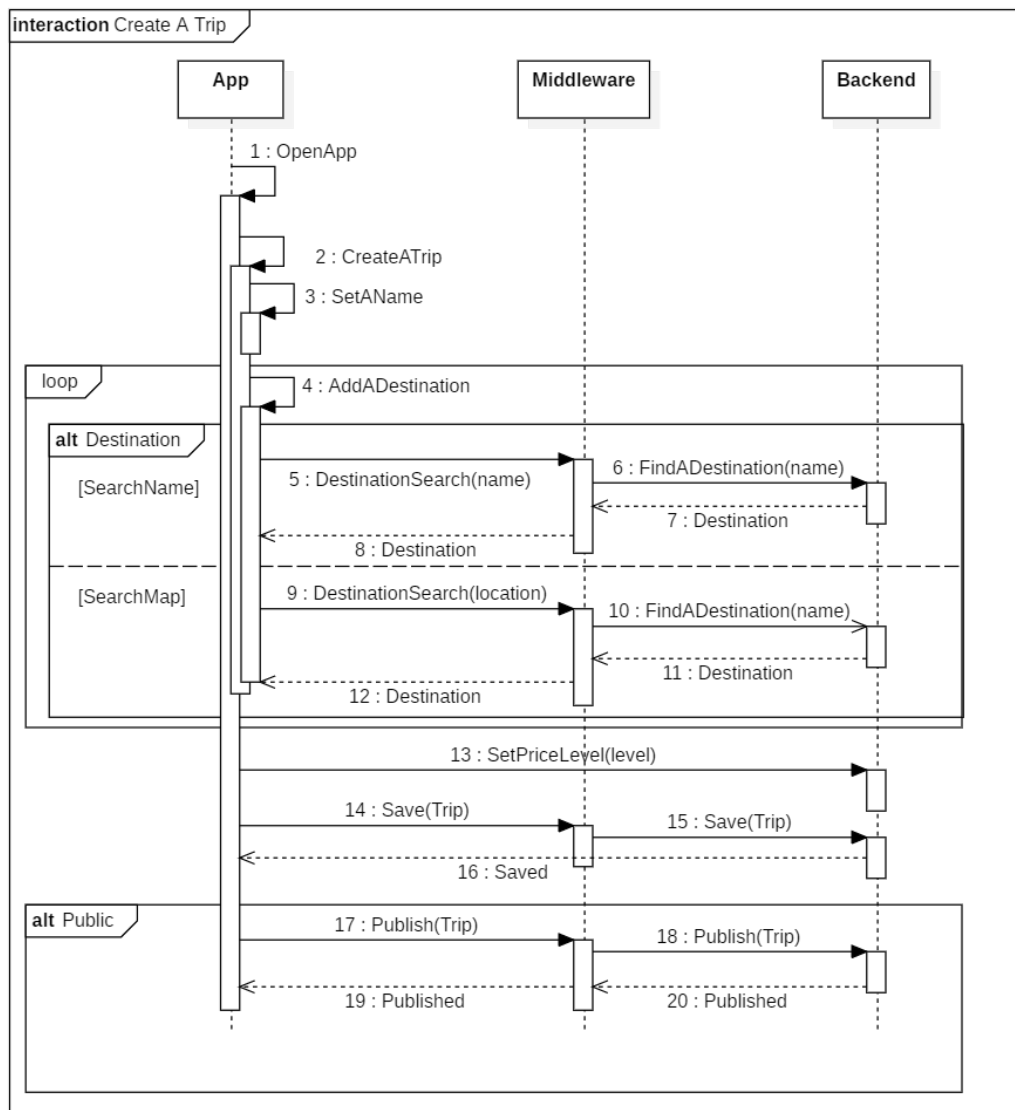 interaction Create A Trip
App
Middleware
Backend
1 : OpenApp
2 : CreateATrip
3 : SetAName
loop
4 : AddADestination
alt Destination
[SearchName]
5 : DestinationSearch(name)
6 : FindADestination(name)
7 : Destination
8 : Destination
[SearchMap]
9 : DestinationSearch(location)
10 : FindADestination(name)
11 : Destination
12 : Destination
13 : SetPriceLevel(level)
14 : Save(Trip)
15 : Save(Trip)
16 : Saved
alt Public
17 : Publish(Trip)
18 : Publish(Trip)
19 : Published
20 : Published